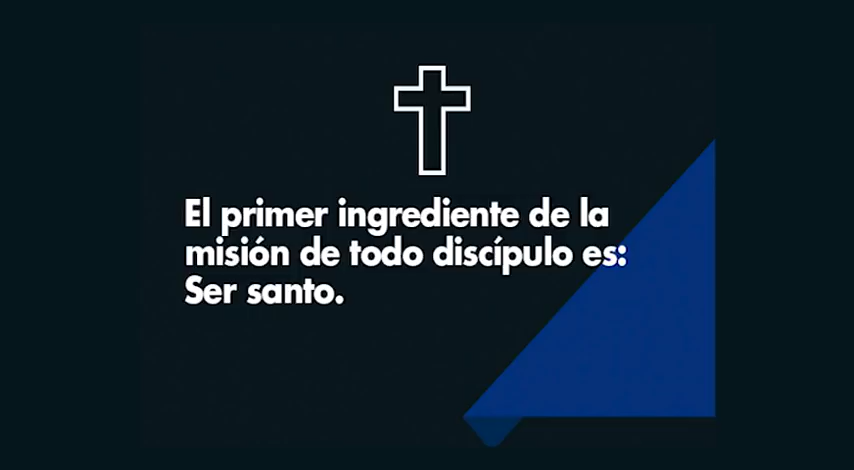 El primer ingrediente de la
misión de todo discípulo es:
Ser santo.